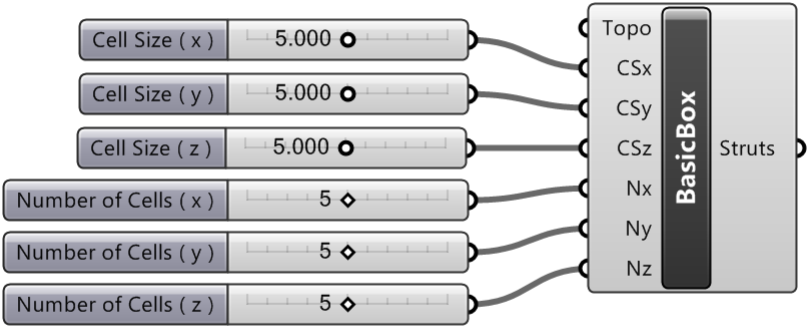 Cell Size ( x ) 5.000
Cell Size ( y ) 5.000
Cell Size ( z ) 5.000
Number of Cells ( x ) 5
Number of Cells ( y ) 5
Number of Cells ( z ) 5
Topo
CSx
CSy
CSz
Nx
Ny
Nz
BasicBox
Struts